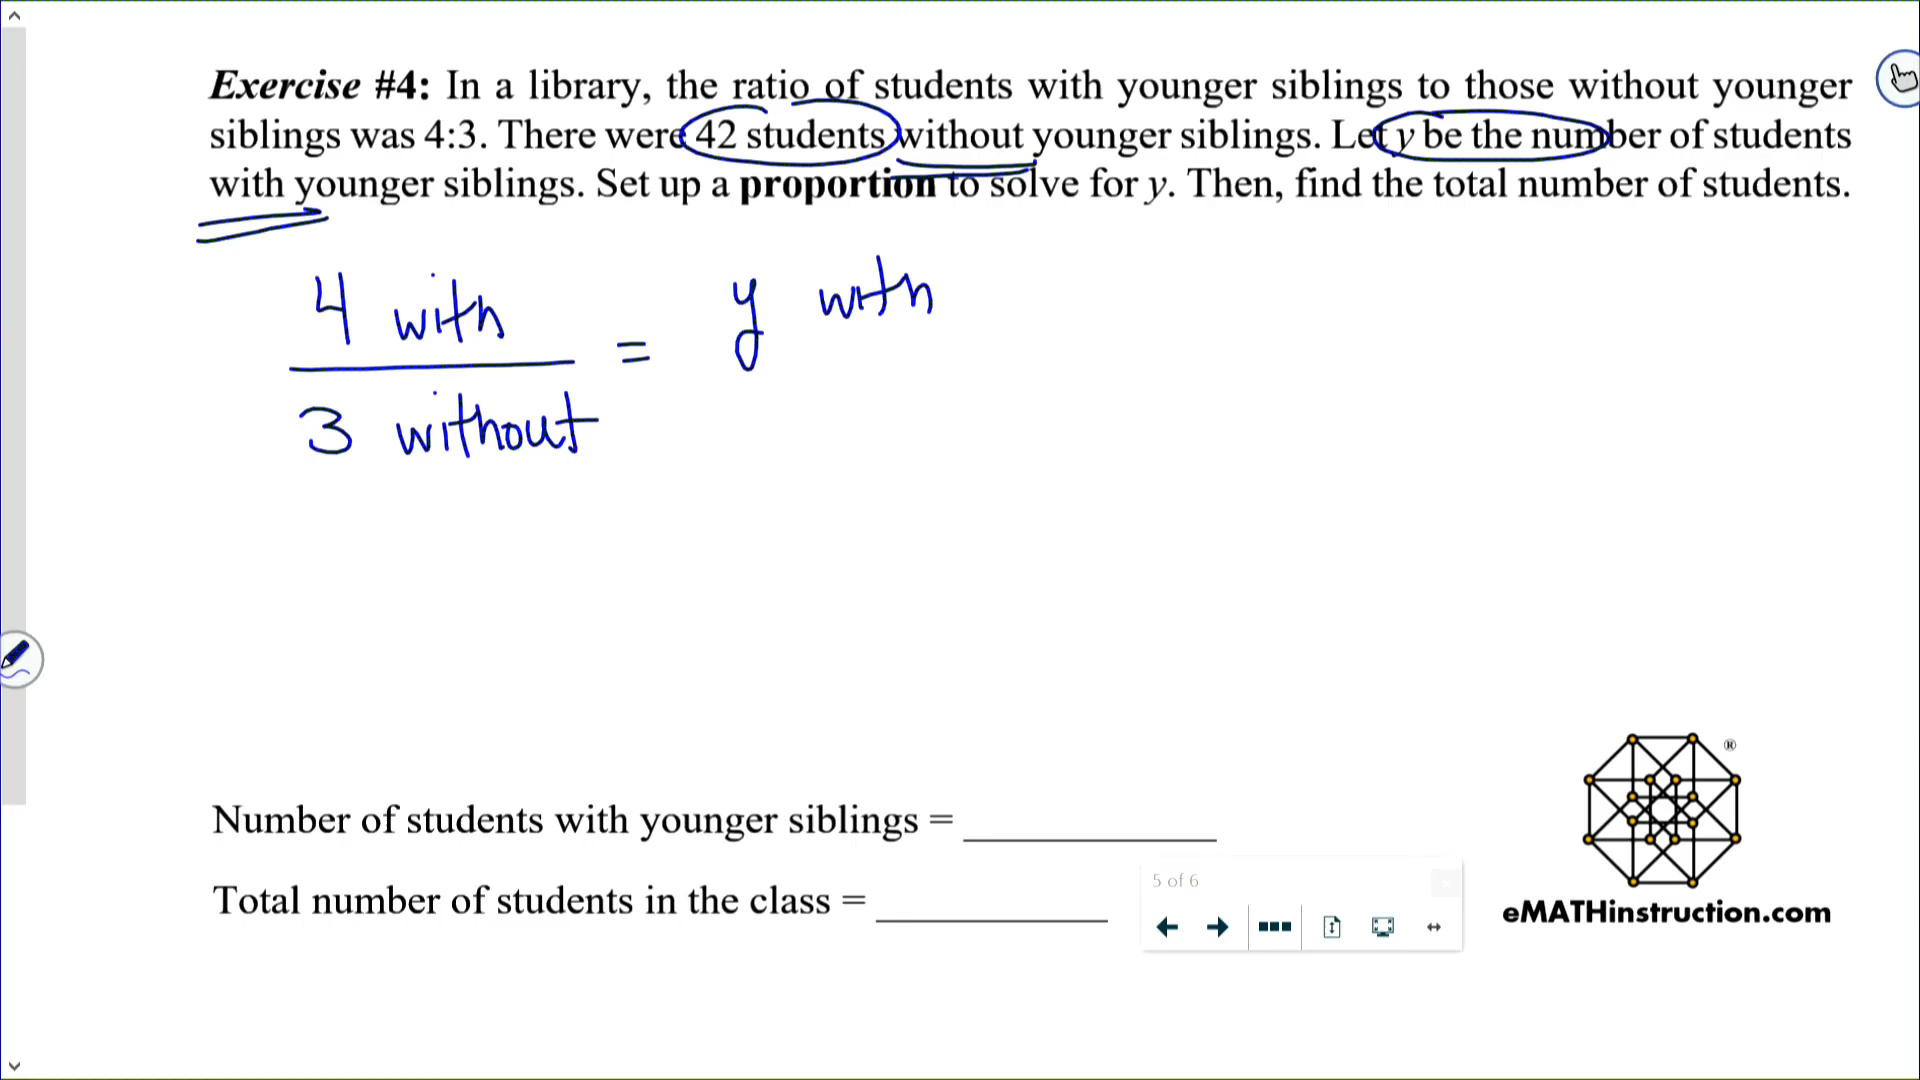 Exercise #4: In a library, the ratio of students with younger siblings to those without younger
siblings was 4:3. There were 42 students without younger siblings. Let y be the number of students
with younger siblings. Set up a proportion to solve for y. Then, find the total number of students.
4 with
3 without
=
y with
Number of students with younger siblings = ____________
Total number of students in the class = ___________
5 of 6
®
eMATHinstruction.com